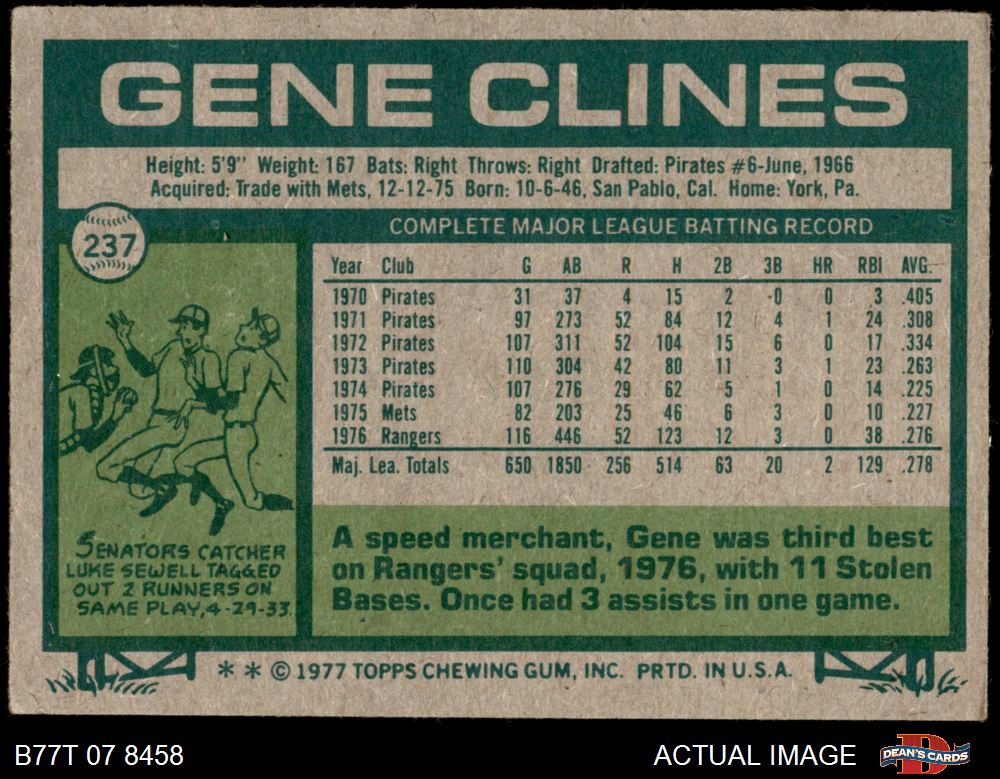 GENE CLINES
Height: 5'9" Weight: 167 Bats: Right Throws: Right Drafted: Pirates #6-June, 1966
Acquired: Trade with Mets, 12-12-75 Born: 10-6-46, San Pablo, Cal. Home: York, Pa.
237
COMPLETE MAJOR LEAGUE BATTING RECORD
Year Club G AB R H 2B 3B HR RBI AVG.
1970 Pirates 31 37 4 15 2 0 0 3 .405
1971 Pirates 97 273 52 84 12 4 1 24 .308
1972 Pirates 107 311 52 104 15 6 0 17 .334
1973 Pirates 110 304 42 80 11 3 1 23 .263
1974 Pirates 107 276 29 62 5 1 0 14 .225
1975 Mets 82 203 25 46 6 3 0 10 .227
1976 Rangers 116 446 52 123 12 3 0 38 .276
Maj. Lea. Totals 650 1850 256 514 63 20 2 129 .278
SENATORS CATCHER
LUKE SEWELL TAGGED
OUT 2 RUNNERS ON
SAME PLAY, 4-29-33.
A speed merchant, Gene was third best
on Rangers' squad, 1976, with 11 Stolen
Bases. Once had 3 assists in one game.
* * © 1977 TOPPS CHEWING GUM, INC. PRTD. IN U.S.A.
B77T 07 8458
ACTUAL IMAGE
DEAN'S CARDS